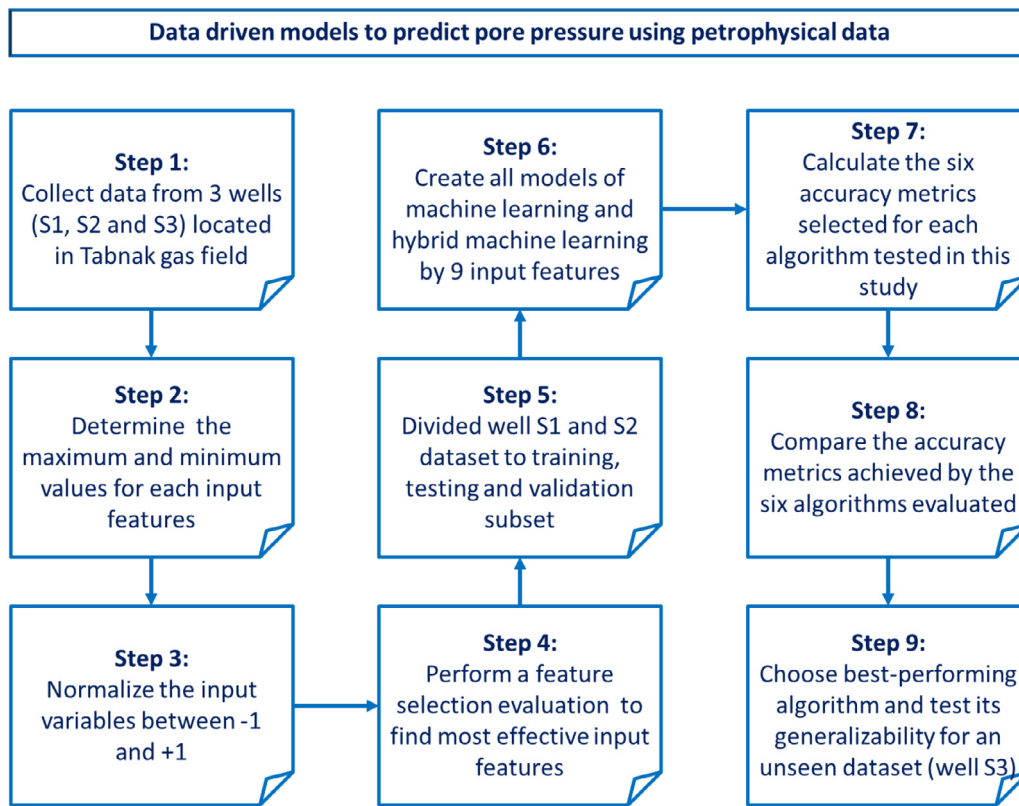 Data driven models to predict pore pressure using petrophysical data
Step 1:
Collect data from 3 wells
(S1, S2 and S3) located
in Tabnak gas field
Step 2:
Determine the
maximum and minimum
values for each input
features
Step 3:
Normalize the input
variables between -1
and +1
Step 4:
Perform a feature
selection evaluation to
find most effective input
features
Step 5:
Divided well S1 and S2
dataset to training,
testing and validation
subset
Step 6:
Create all models of
machine learning and
hybrid machine learning
by 9 input features
Step 7:
Calculate the six
accuracy metrics
selected for each
algorithm tested in this
study
Step 8:
Compare the accuracy
metrics achieved by the
six algorithms evaluated
Step 9:
Choose best-performing
algorithm and test its
generalizability for an
unseen dataset (well S3)